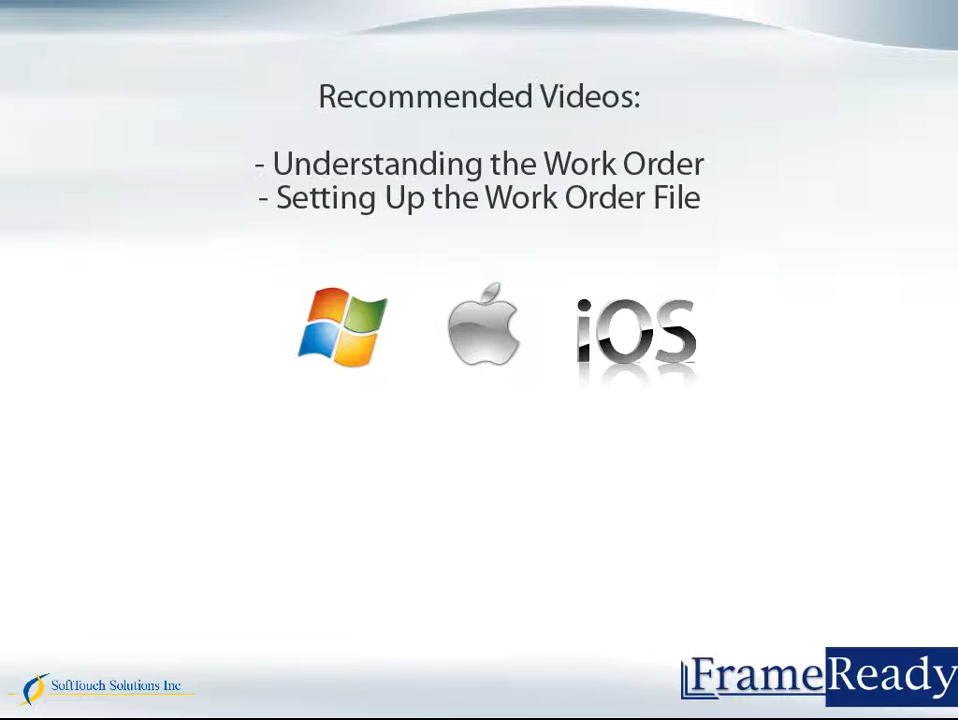 Recommended Videos:
- Understanding the Work Order
- Setting Up the Work Order File
iOS
SoftTouch Solutions Inc
FrameReady